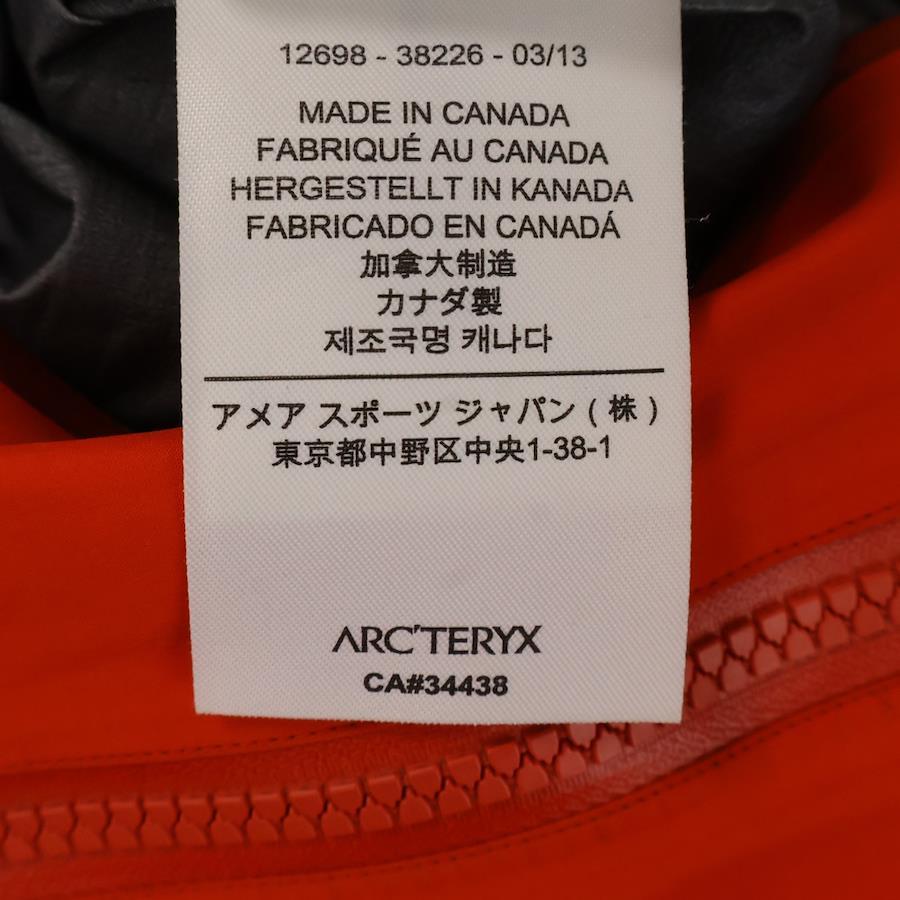 12698 - 38226 - 03/13
MADE IN CANADA
FABRIQUÉ AU CANADA
HERGESTELLT IN KANADA
FABRICADO EN CANADÁ
加拿大制造
カナダ製
제조국명 캐나다
アメア スポーツ ジャパン ( 株 )
東京都中野区中央1-38-1
ARC'TERYX
CA#34438